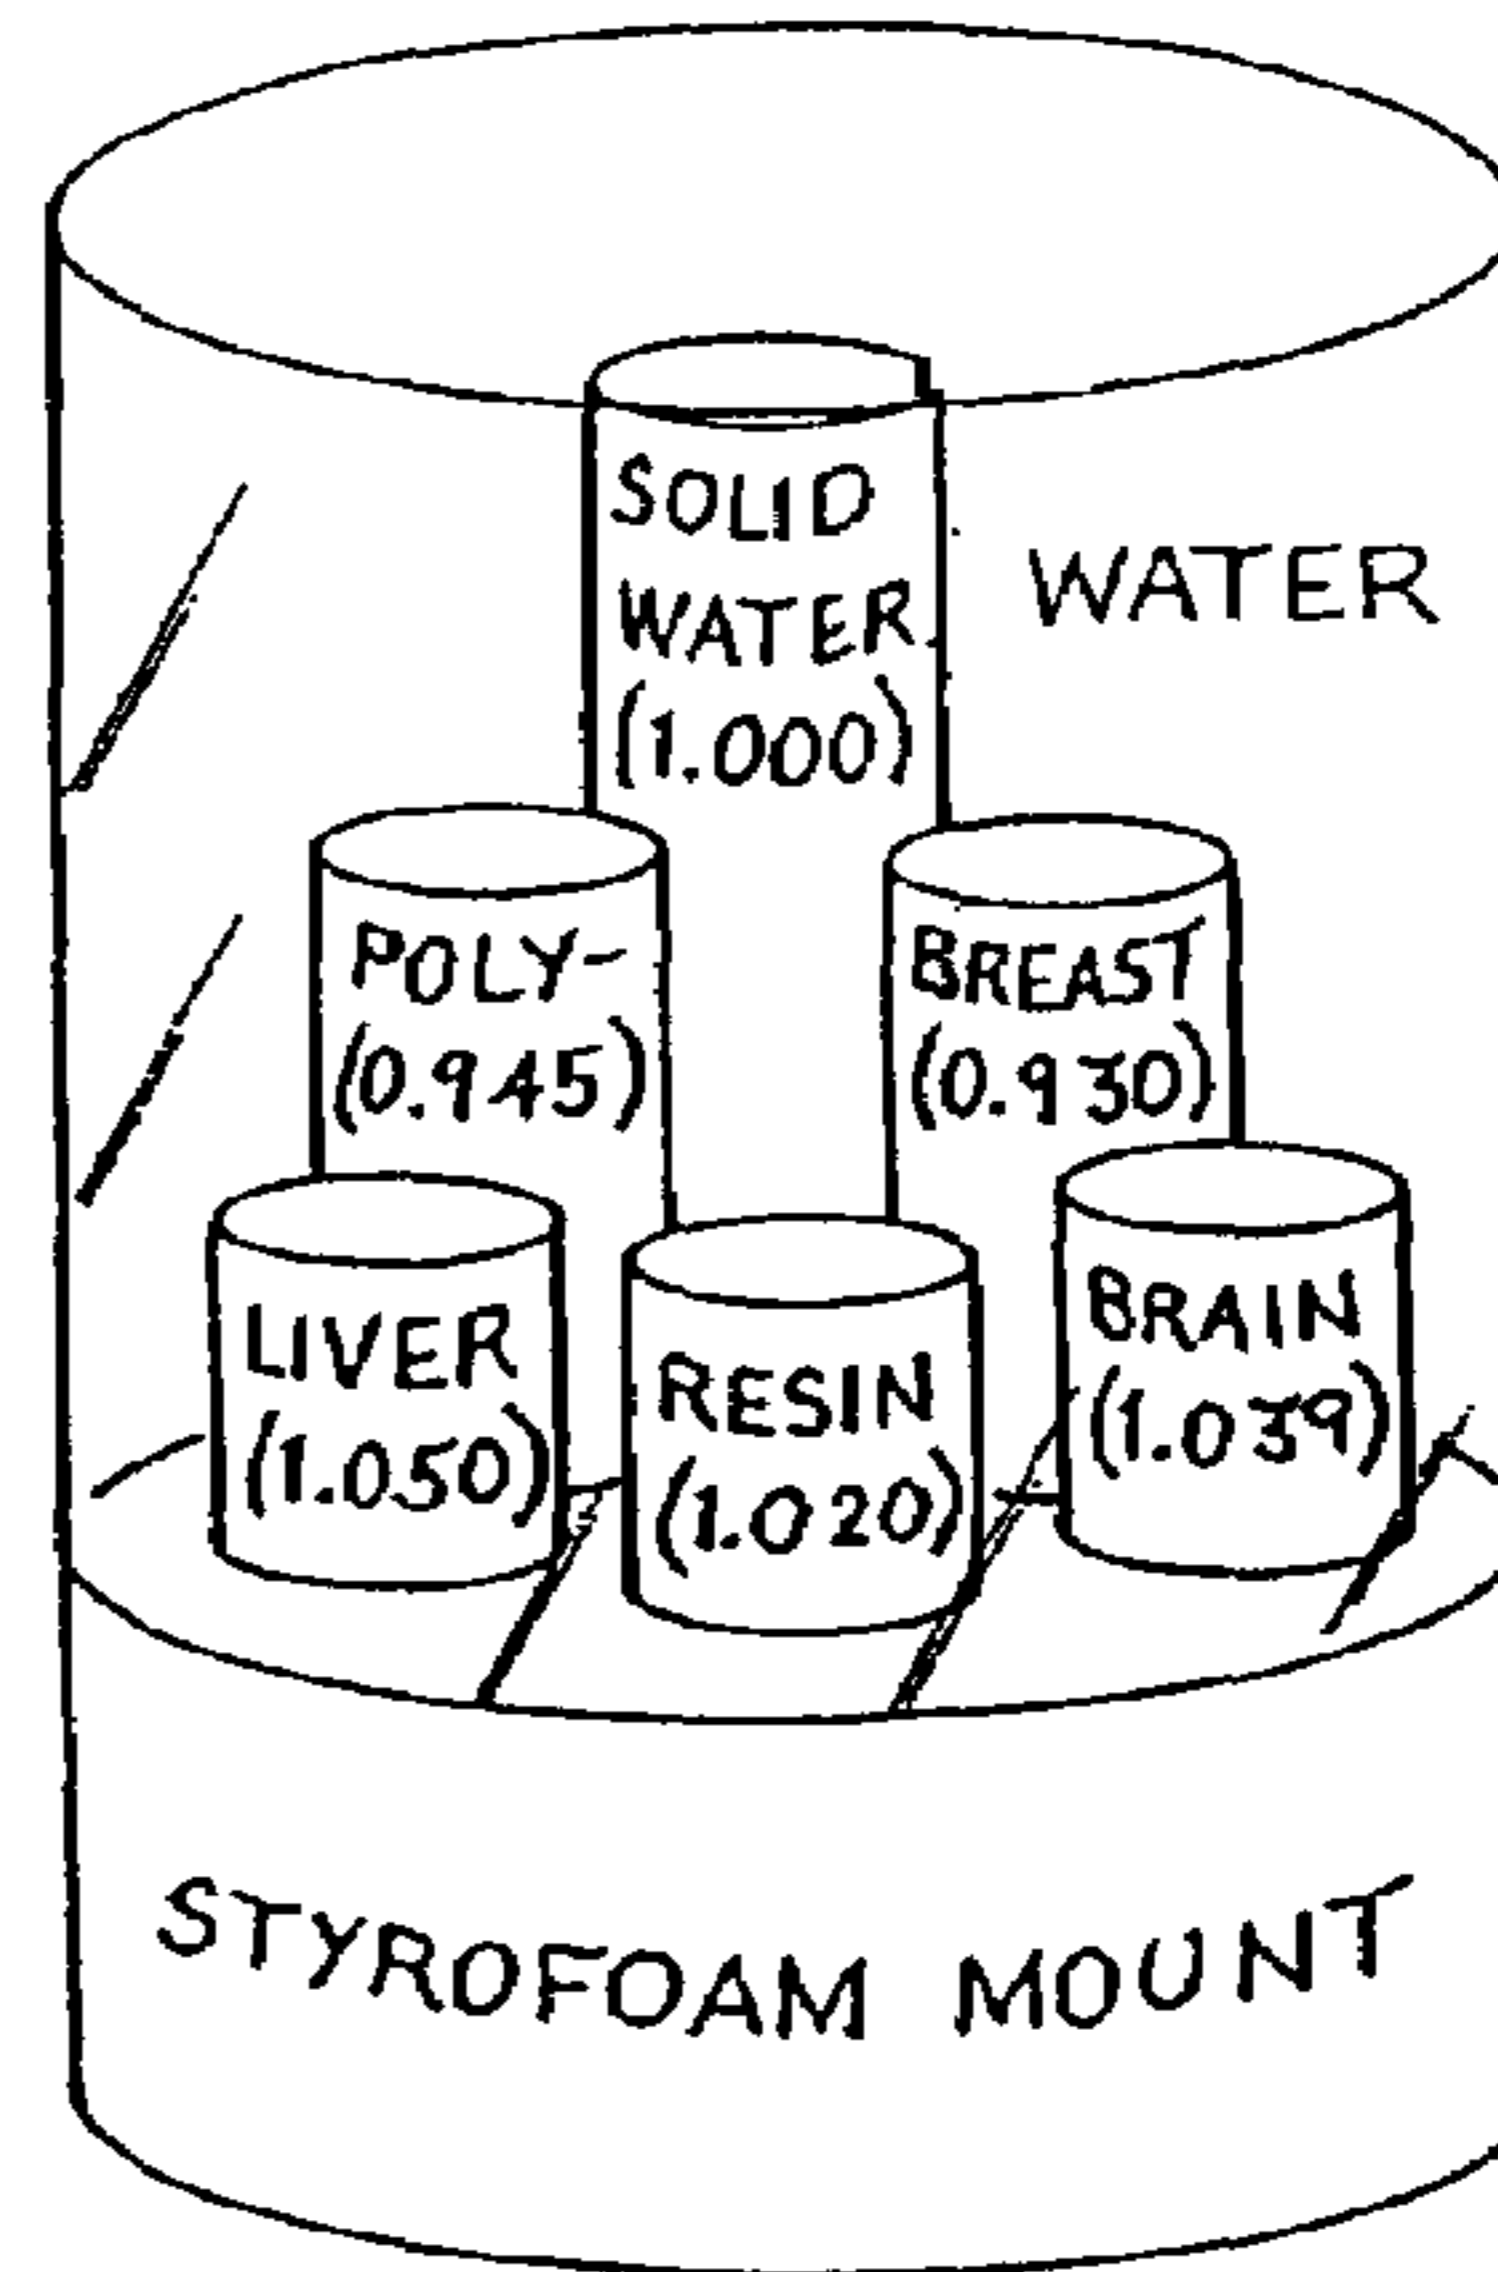 SOLID
WATER
(1.000)
WATER
POLY-
(0.945)
BREAST
(0.930)
LIVER
(1.050)
RESIN
(1.020)
BRAIN
(1.039)
STYROFOAM MOUNT